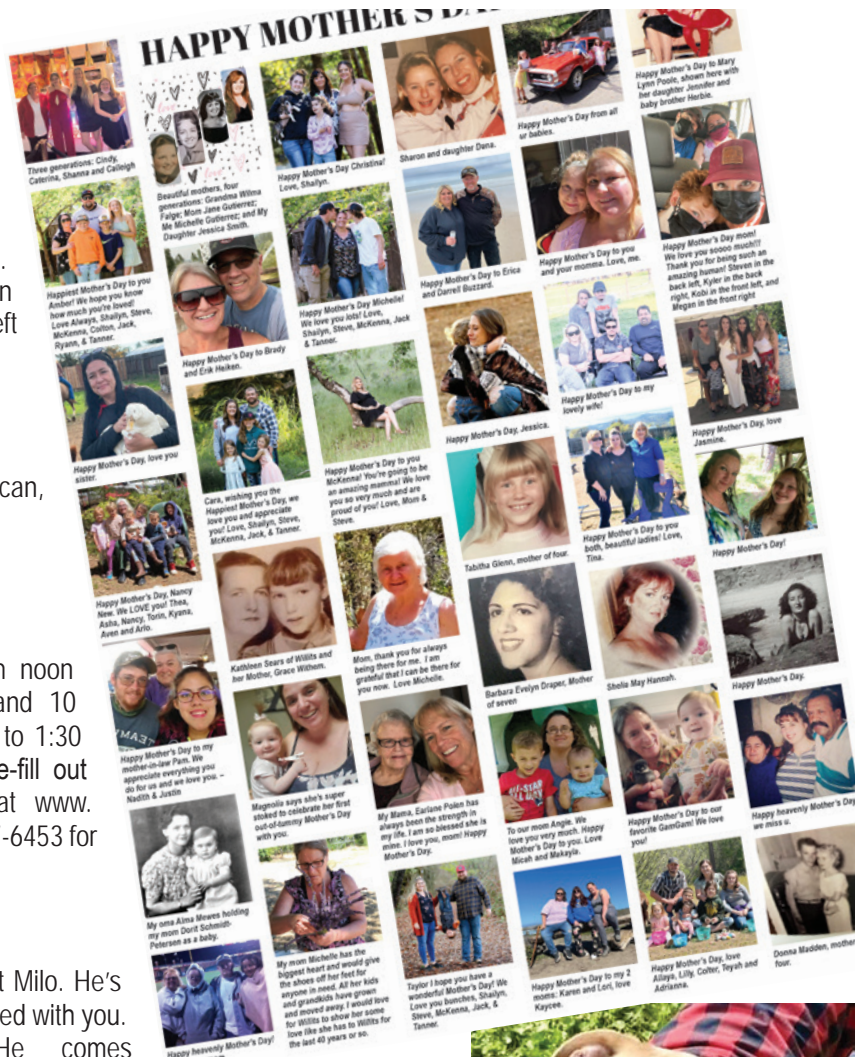 HAPPY MOTHER'S
Three generations: Cindy,
Caterina, Shanna and Calleigh
Beautiful mothers, four
generations: Grandma Wilma
Faige; Mom Jane Gutierrez;
Me Michelle Gutierrez; and My
Daughter Jessica Smith.
Happy Mother's Day Christina!
Love, Shailyn.
Sharon and daughter Dana.
Happy Mother's Day from all
ur babies.
Happy Mother's Day to Mary
Lynn Poole, shown here with
her daughter Jennifer and
baby brother Herbie.
Happiest Mother's Day to you
Amber! We hope you know
how much you're loved!
Love Always, Shailyn, Steve,
McKenna, Colton, Jack,
Ryann, & Tanner.
Happy Mother's Day to Brady
and Erik Heiken.
Happy Mother's Day Michelle!
We love you lots! Love,
Shailyn, Steve, McKenna, Jack
& Tanner.
Happy Mother's Day to Erica
and Darrell Buzzard.
Happy Mother's Day to you
and your momma. Love, me.
Happy Mother's Day mom!
We love you soooo much!!!
Thank you for being such an
amazing human! Steven in the
back left, Kyler in the back
right, Kobi in the front left, and
Megan in the front right
Happy Mother's Day, love you
sister.
Cara, wishing you the
Happiest Mother's Day, we
love you and appreciate
you! Love, Shailyn, Steve,
McKenna, Jack, & Tanner.
Happy Mother's Day to you
McKenna! You're going to be
an amazing mamma! We love
you so very much and are
proud of you! Love, Mom &
Steve.
Happy Mother's Day, Jessica.
Happy Mother's Day to my
lovely wife!
Happy Mother's Day, love
Jasmine.
Happy Mother's Day, Nancy
New. We LOVE you! Thea,
Asha, Nancy, Torin, Kyana,
Aven and Arlo.
Kathleen Sears of Willits and
her Mother, Grace Withem.
Mom, thank you for always
being there for me. I am
grateful that I can be there for
you now. Love Michelle.
Tabitha Glenn, mother of four.
Happy Mother's Day to you
both, beautiful ladies! Love,
Tina.
Happy Mother's Day!
Happy Mother's Day to my
mother-in-law Pam. We
appreciate everything you
do for us and we love you. –
Nadith & Justin
Magnolia says she's super
stoked to celebrate her first
out-of-tummy Mother's Day
with you.
My Mama, Earlane Polen has
always been the strength in
my life. I am so blessed she is
mine. I love you, mom! Happy
Mother's Day.
Barbara Evelyn Draper, Mother
of seven
Shelia May Hannah.
Happy Mother's Day.
My oma Alma Mewes holding
my mom Dorit Schmidt-
Petersen as a baby.
My mom Michelle has the
biggest heart and would give
the shoes off her feet for
anyone in need. All her kids
and grandkids have grown
and moved away. I would love
for Willits to show her some
love like she has to Willits for
the last 40 years or so.
Taylor I hope you have a
wonderful Mother's Day! We
Love you bunches, Shailyn,
Steve, McKenna, Jack, &
Tanner.
To our mom Angie. We
love you very much. Happy
Mother's Day to you. Love
Micah and Makayla.
Happy Mother's Day to our
favorite GamGam! We love
you!
Happy heavenly Mother's Day
we miss u.
Happy heavenly Mother's Day!
Happy Mother's Day to my 2
moms: Karen and Lori, love
Kaycee.
Happy Mother's Day, love
Allaya, Lilly, Colter, Teyah and
Adrianna.
Donna Madden, mother
four.
can,
noon
and 10
to 1:30
e-fill out
at www.
-6453 for
t Milo. He's
ed with you.
He comes